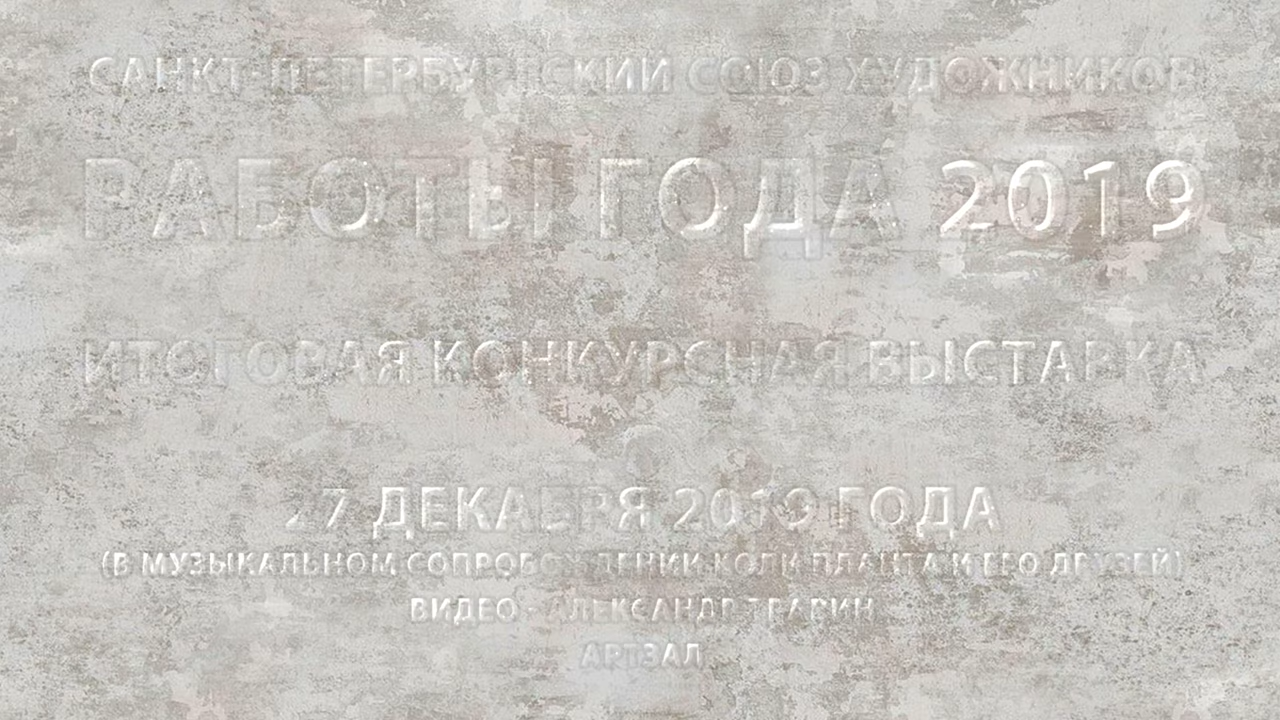 САНКТ-ПЕТЕРБУРГСКИЙ СОЮЗ ХУДОЖНИКОВ
РАБОТЫ ГОДА 2019
ИТОГОВАЯ КОНКУРСНАЯ ВЫСТАВКА
27 ДЕКАБРЯ 2019 ГОДА
(В МУЗЫКАЛЬНОМ СОПРОВОЖДЕНИИ КОЛИ ПЛАНТА И ЕГО ДРУЗЕЙ)
ВИДЕО - АЛЕКСАНДР ТРАВИН
АРТЗАЛ